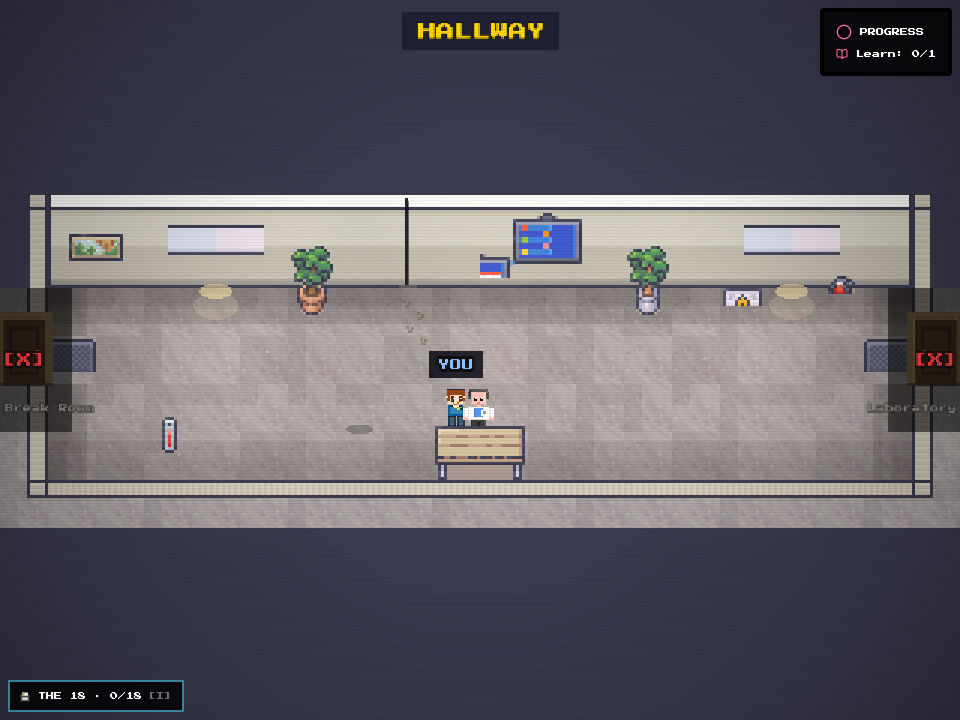 HALLWAY
PROGRESS
Learn: 0/1
[X]
[X]
YOU
Break Room
Laboratory
THE 18 · 0/18 [I]